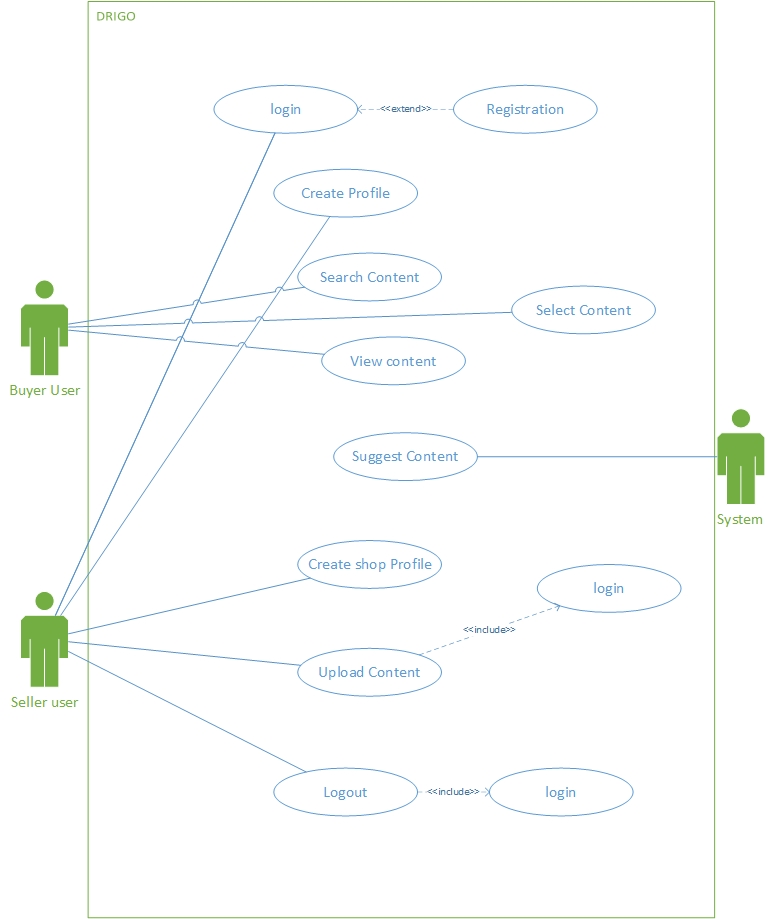 DRIGO
login
<<extend>>
Registration
Create Profile
Search Content
Select Content
Buyer User
View content
Suggest Content
System
Create shop Profile
login
<<include>>
Upload Content
Seller user
Logout
<<include>>
login